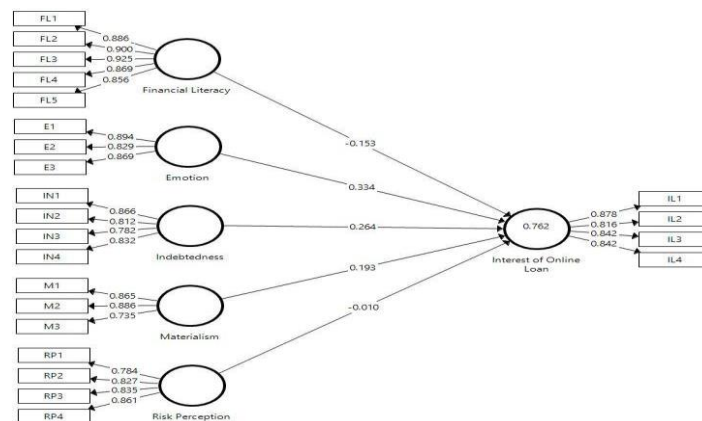 FL1
FL2
FL3
FL4
FL5
0.886
0.900
0.925
0.869
0.856
Financial Literacy
E1
E2
E3
0.894
0.829
0.869
Emotion
IN1
IN2
IN3
IN4
0.866
0.812
0.782
0.832
Indebtedness
M1
M2
M3
0.865
0.886
0.735
Materialism
RP1
RP2
RP3
RP4
0.784
0.827
0.835
0.861
Risk Perception
-0.153
0.334
0.264
0.193
-0.010
0.762
Interest of Online
Loan
0.878
0.816
0.842
0.842
IL1
IL2
IL3
IL4